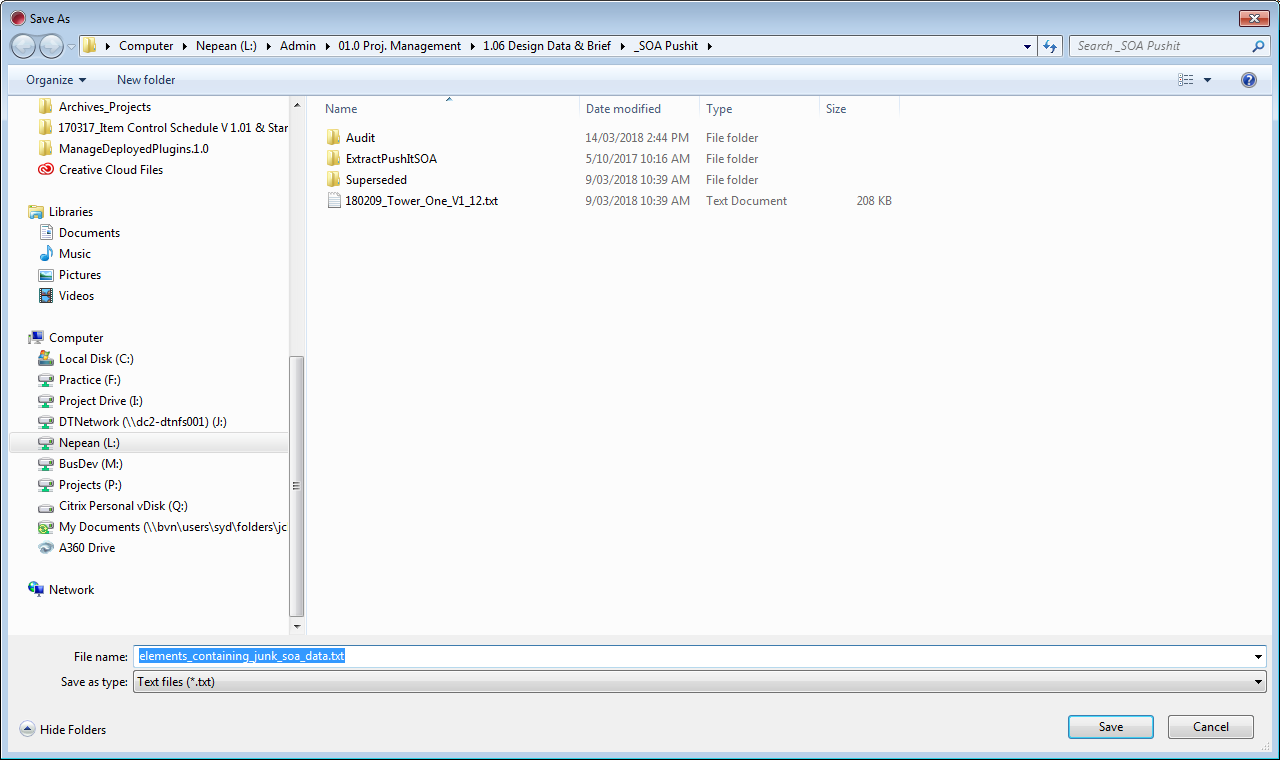 Save As
Computer Nepean (L:) Admin 01.0 Proj. Management 1.06 Design Data & Brief _SOA Pushit
Search _SOA Pushit
Organize New folder
Archives_Projects
170317_Item Control Schedule V 1.01 & Star
ManageDeployedPlugins.1.0
Creative Cloud Files
Libraries
Documents
Music
Pictures
Videos
Computer
Local Disk (C:)
Practice (F:)
Project Drive (I:)
DTNetwork (\\dc2-dtnfs001) (J:)
Nepean (L:)
BusDev (M:)
Projects (P:)
Citrix Personal vDisk (Q:)
My Documents (\\bvn\users\syd\folders\jc
A360 Drive
Network
Name Date modified Type Size
Audit 14/03/2018 2:44 PM File folder
ExtractPushItSOA 5/10/2017 10:16 AM File folder
Superseded 9/03/2018 10:39 AM File folder
180209_Tower_One_V1_12.txt 9/03/2018 10:39 AM Text Document 208 KB
File name: elements_containing_junk_soa_data.txt
Save as type: Text files (*.txt)
Hide Folders
Save Cancel